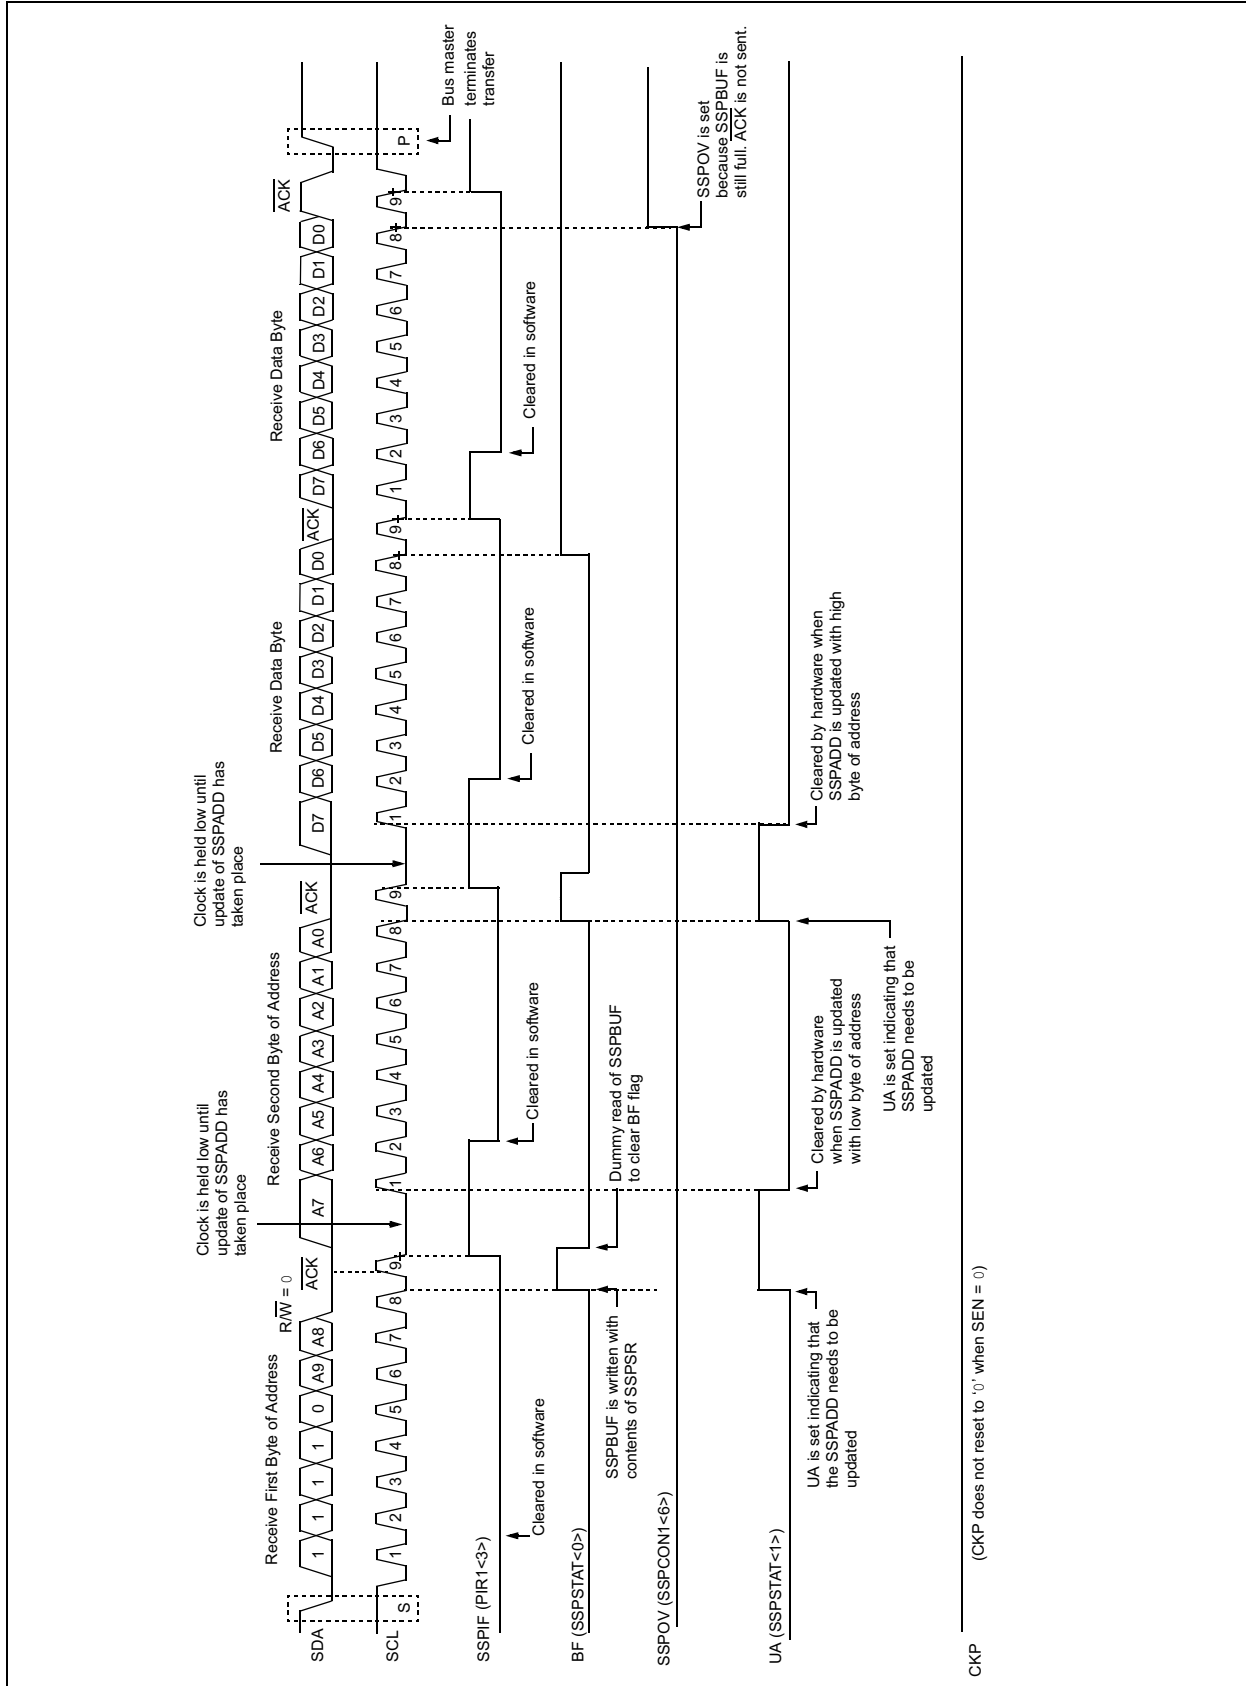 Receive First Byte of Address
R/W = 0
ACK
Clock is held low until
update of SSPADD has
taken place
Receive Second Byte of Address
ACK
Clock is held low until
update of SSPADD has
taken place
Receive Data Byte
ACK
Receive Data Byte
ACK
SDA
1 1 1 1 0 A9 A8
A7 A6 A5 A4 A3 A2 A1 A0
D7 D6 D5 D4 D3 D2 D1 D0
D7 D6 D5 D4 D3 D2 D1 D0
SCL
S
1 2 3 4 5 6 7 8 9
1 2 3 4 5 6 7 8 9
1 2 3 4 5 6 7 8 9
1 2 3 4 5 6 7 8 9
P
Bus master
terminates
transfer
SSPIF (PIR1<3>)
Cleared in software
Cleared in software
Cleared in software
Cleared in software
BF (SSPSTAT<0>)
SSPBUF is written with
contents of SSPSR
Dummy read of SSPBUF
to clear BF flag
SSPOV (SSPCON1<6>)
SSPOV is set
because SSPBUF is
still full. ACK is not sent.
UA (SSPSTAT<1>)
UA is set indicating that
the SSPADD needs to be
updated
Cleared by hardware
when SSPADD is updated
with low byte of address
UA is set indicating that
SSPADD needs to be
updated
Cleared by hardware when
SSPADD is updated with high
byte of address
CKP
(CKP does not reset to ‘0’ when SEN = 0)